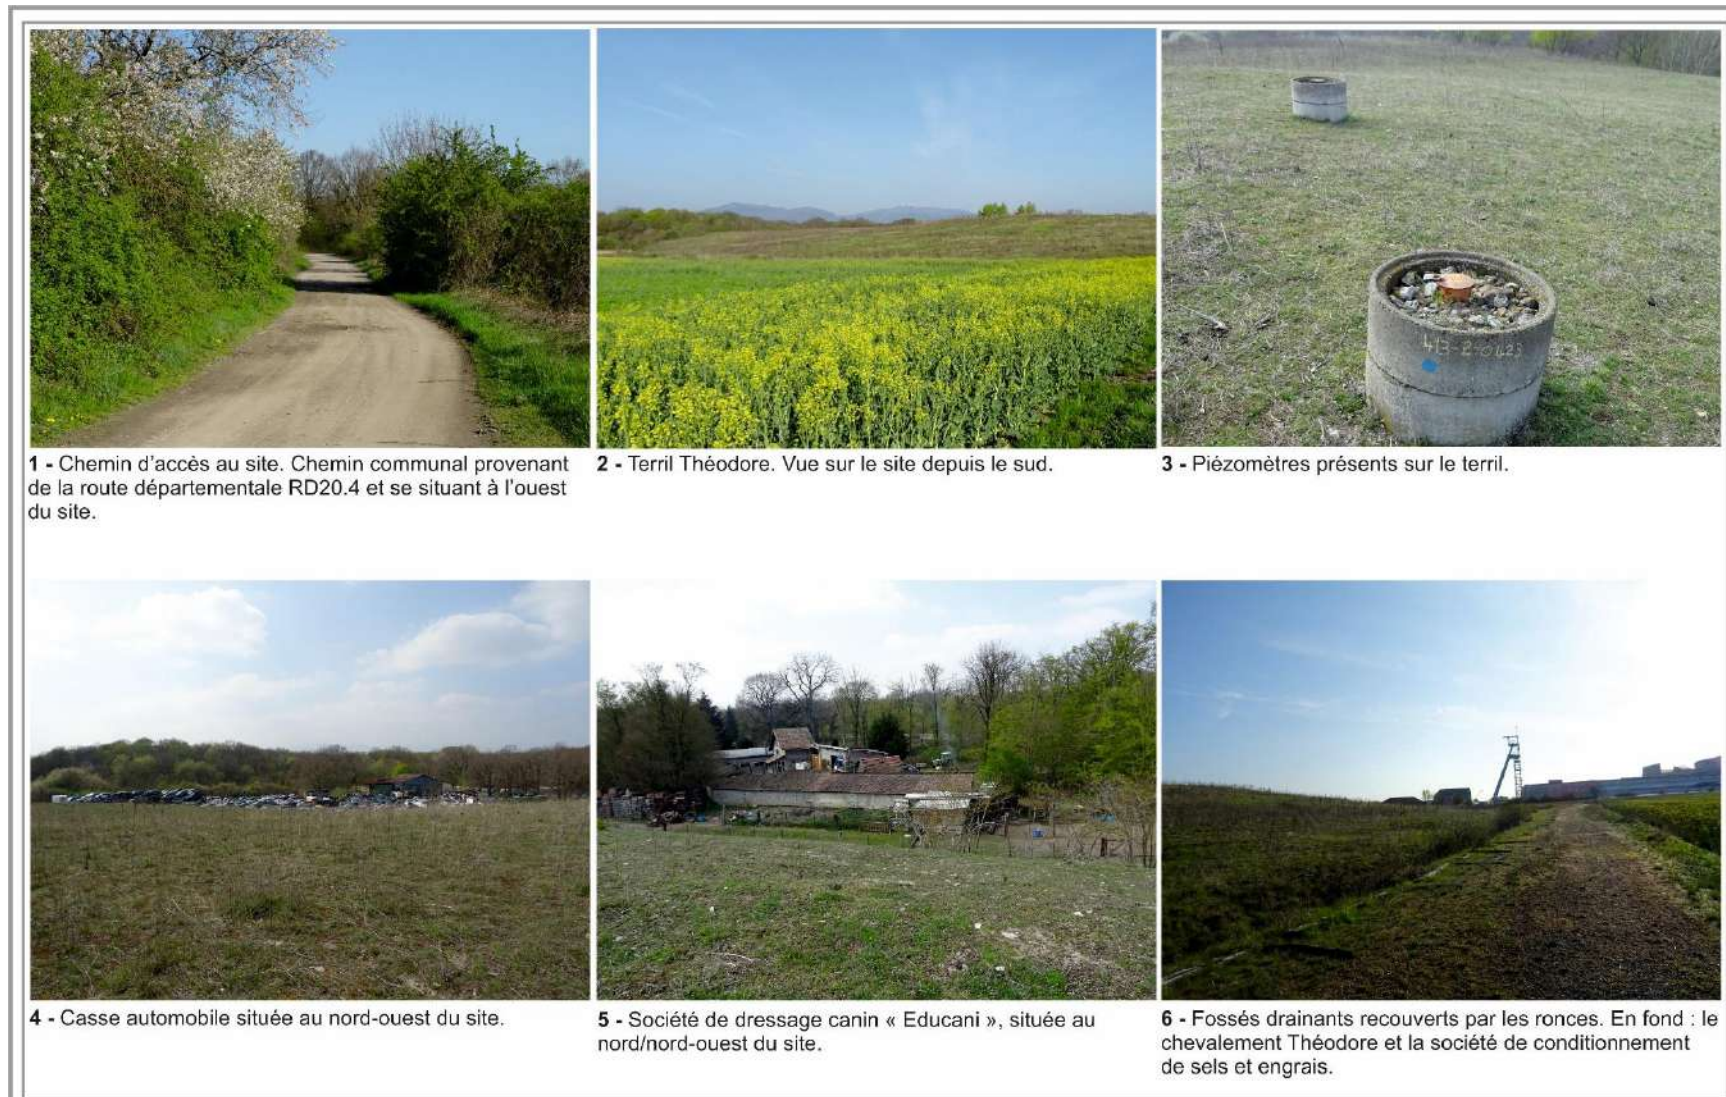 413-2-0423
1 - Chemin d'accès au site. Chemin communal provenant
de la route départementale RD20.4 et se situant à l'ouest
du site.
2 - Terril Théodore. Vue sur le site depuis le sud.
3 - Piézomètres présents sur le terril.
4 - Casse automobile située au nord-ouest du site.
5 - Société de dressage canin « Educani », située au
nord/nord-ouest du site.
6 - Fossés drainants recouverts par les ronces. En fond : le
chevalement Théodore et la société de conditionnement
de sels et engrais.